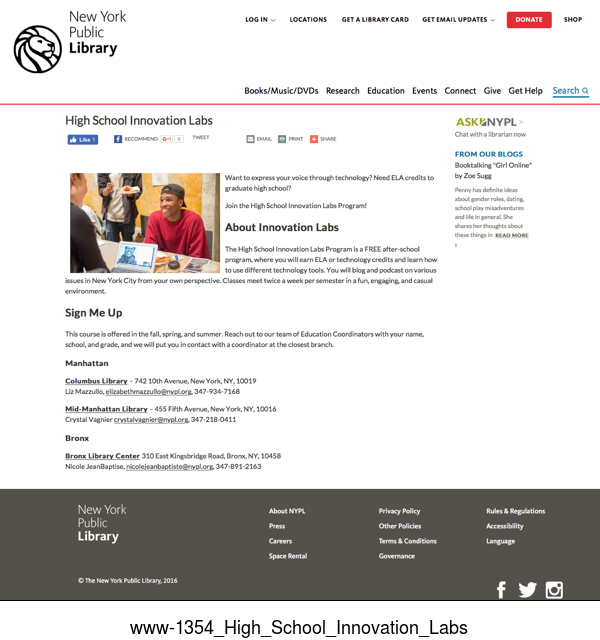 New York
Public
Library
LOG IN
LOCATIONS
GET A LIBRARY CARD
GET EMAIL UPDATES
DONATE
SHOP
Books/Music/DVDs
Research
Education
Events
Connect
Give
Get Help
Search
High School Innovation Labs
Like 1
RECOMMEND
G+1 0
TWEET
EMAIL
PRINT
SHARE
Want to express your voice through technology? Need ELA credits to
graduate high school?
Join the High School Innovation Labs Program!
About Innovation Labs
The High School Innovation Labs Program is a FREE after-school
program, where you will earn ELA or technology credits and learn how
to use different technology tools. You will blog and podcast on various
issues in New York City from your own perspective. Classes meet twice a week per semester in a fun, engaging, and casual
environment.
Sign Me Up
This course is offered in the fall, spring, and summer. Reach out to our team of Education Coordinators with your name,
school, and grade, and we will put you in contact with a coordinator at the closest branch.
Manhattan
Columbus Library – 742 10th Avenue, New York, NY, 10019
Liz Mazzullo, elizabethmazzullo@nypl.org, 347-934-7168
Mid-Manhattan Library – 455 Fifth Avenue, New York, NY, 10016
Crystal Vagnier crystalvagnier@nypl.org, 347-218-0411
Bronx
Bronx Library Center 310 East Kingsbridge Road, Bronx, NY, 10458
Nicole JeanBaptise, nicolejeanbaptiste@nypl.org, 347-891-2163
ASK NYPL >
Chat with a librarian now
FROM OUR BLOGS
Booktalking "Girl Online"
by Zoe Sugg
Penny has definite ideas
about gender roles, dating,
school play misadventures
and life in general. She
shares her thoughts about
these things in READ MORE
New York
Public
Library
About NYPL
Press
Careers
Space Rental
Privacy Policy
Other Policies
Terms & Conditions
Governance
Rules & Regulations
Accessibility
Language
© The New York Public Library, 2016
www-1354_High_School_Innovation_Labs